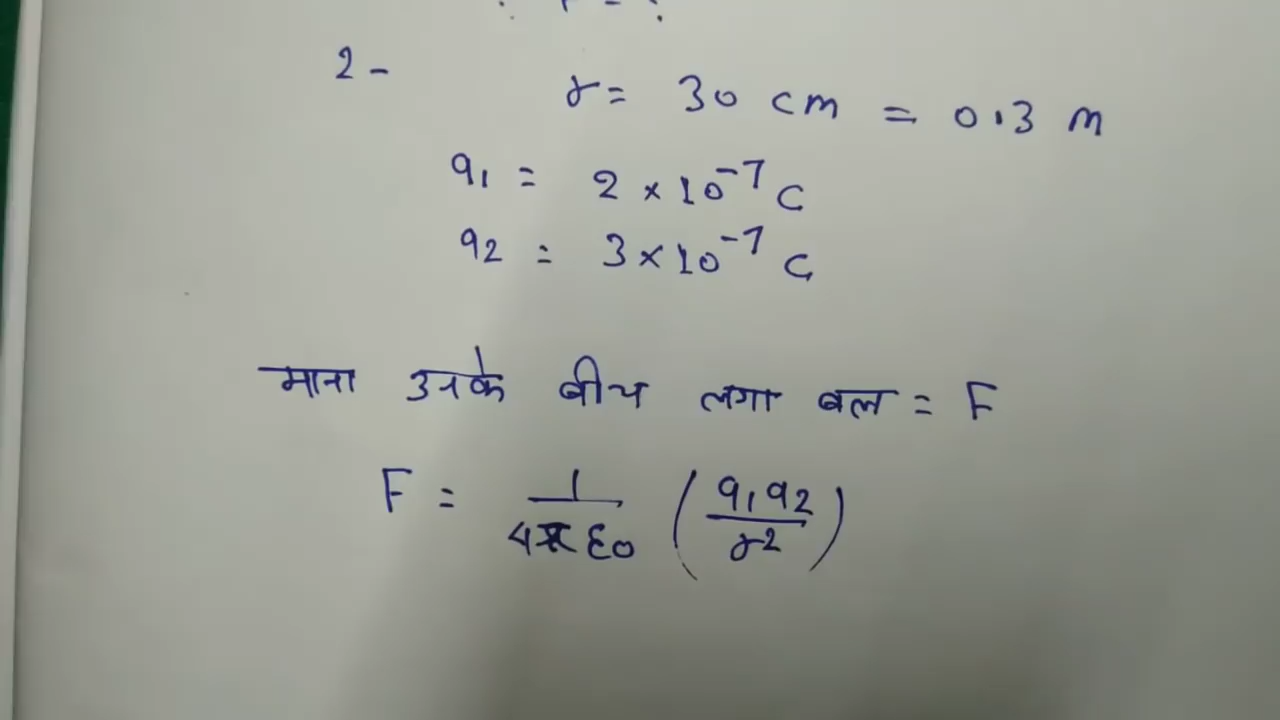 2 -
r = 30 cm = 0.3 m
q1 = 2 × 10^-7 C
q2 = 3 × 10^-7 C
माना उनके बीच लगा बल = F
F = 1/4πε0 (q1q2/r2)